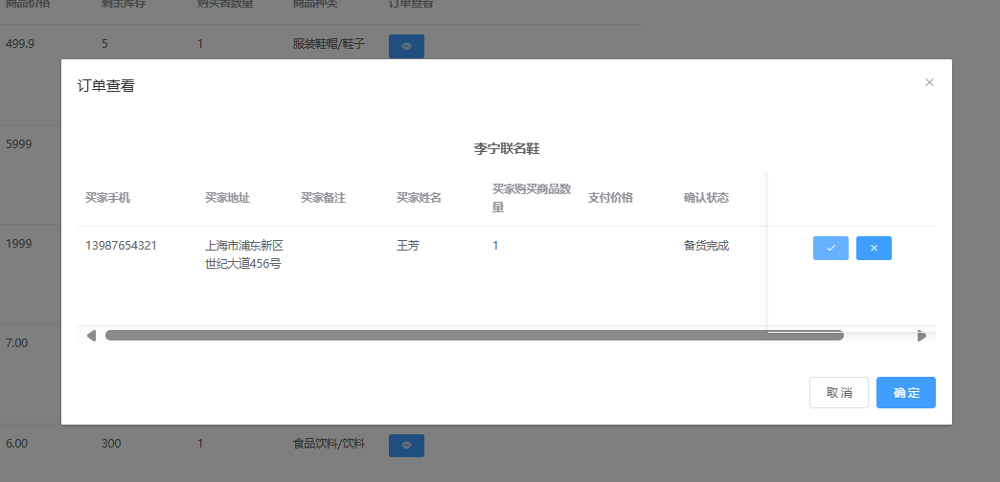 商品价格 剩余库存 购买者数量 商品种类 订单查看
499.9 5 1 服装鞋帽/鞋子
订单查看
李宁联名鞋
5999
买家手机 买家地址 买家备注 买家姓名 买家购买商品数 支付价格 确认状态
量
1999 13987654321 上海市浦东新区 王芳 1 备货完成
世纪大道456号
7.00
取消 确定
6.00 300 1 食品饮料/饮料